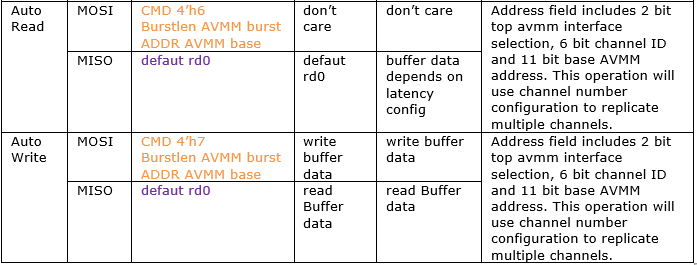 Auto
Read
MOSI
CMD 4'h6
Burstlen AVMM burst
ADDR AVMM base
don't
care
don't care
Address field includes 2 bit
top avmm interface
selection, 6 bit channel ID
and 11 bit base AVMM
address. This operation will
use channel number
configuration to replicate
multiple channels.
MISO
defaut rd0
defaut
rd0
buffer data
depends on
latency
config
Auto
Write
MOSI
CMD 4'h7
Burstlen AVMM burst
ADDR AVMM base
write
buffer
data
write buffer
data
Address field includes 2 bit
top avmm interface
selection, 6 bit channel ID
and 11 bit base AVMM
address. This operation will
use channel number
configuration to replicate
multiple channels.
MISO
defaut rd0
read
Buffer
data
read Buffer
data